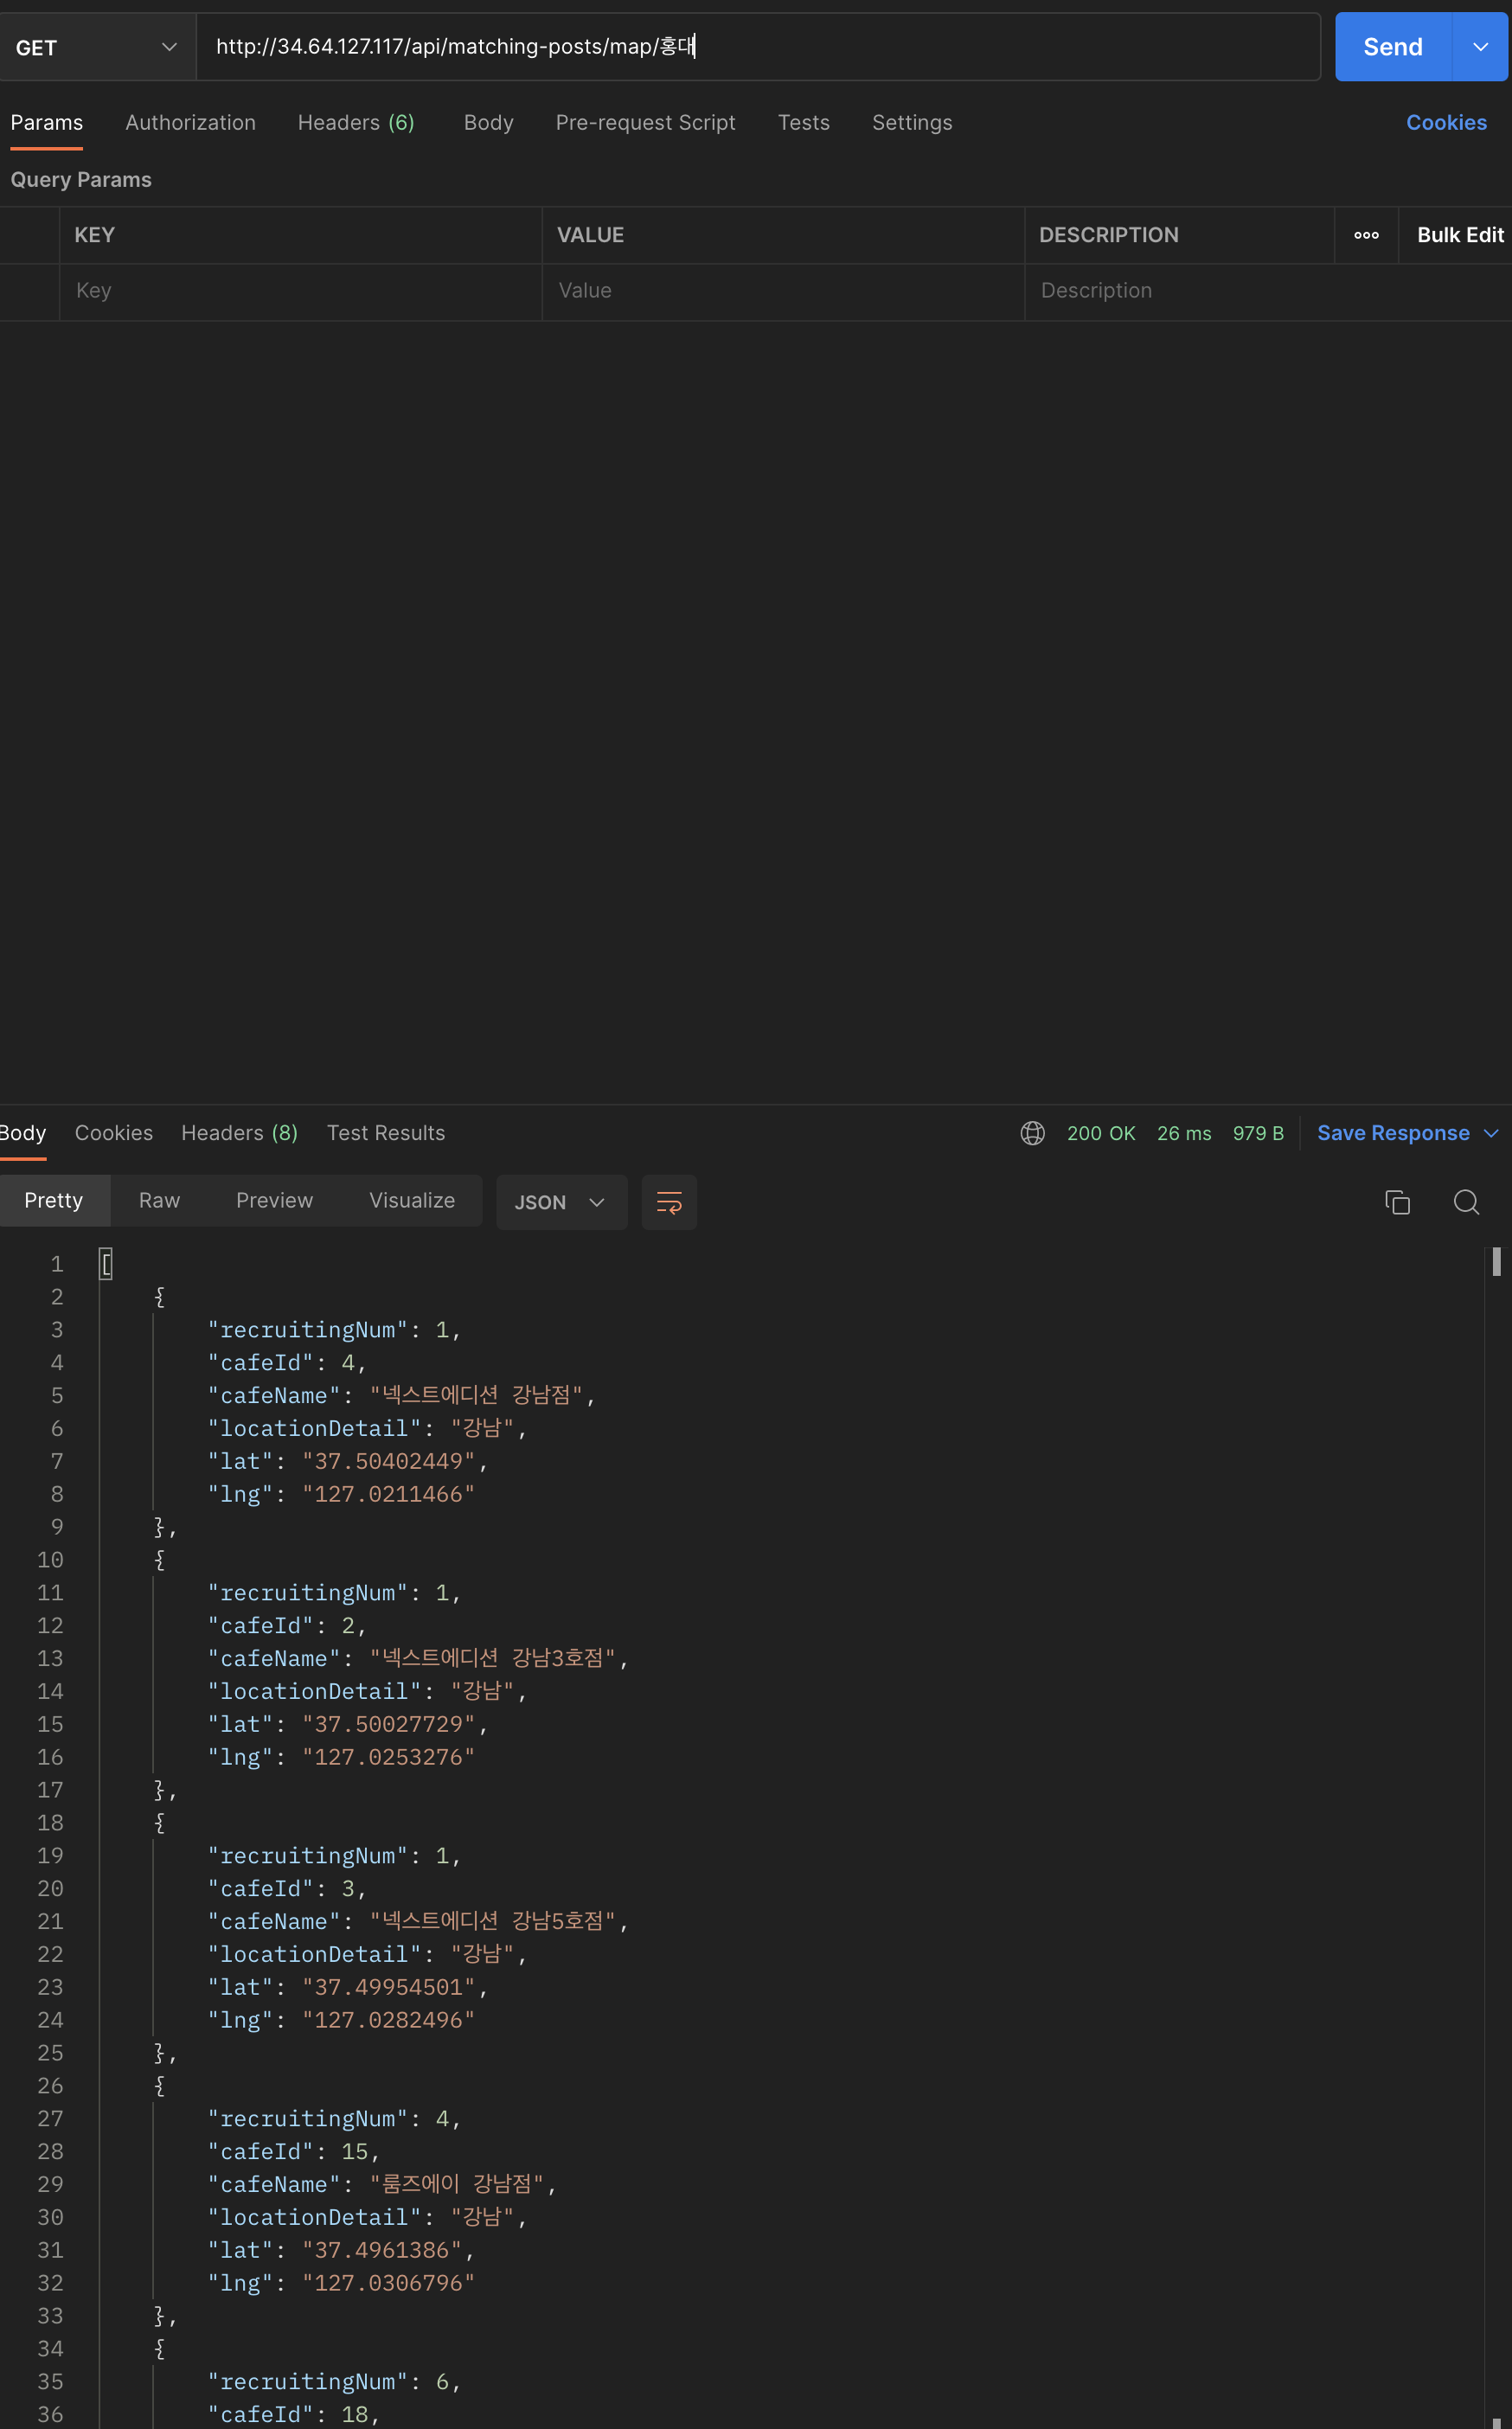 GET
http://34.64.127.117/api/matching-posts/map/홍대
Send
Params Authorization Headers (6) Body Pre-request Script Tests Settings Cookies
Query Params
KEY VALUE DESCRIPTION ooo Bulk Edit
Key Value Description
Body Cookies Headers (8) Test Results 200 OK 26 ms 979 B Save Response
Pretty Raw Preview Visualize JSON
1 [
2 {
3 "recruitingNum": 1,
4 "cafeId": 4,
5 "cafeName": "넥스트에디션 강남점",
6 "locationDetail": "강남",
7 "lat": "37.50402449",
8 "lng": "127.0211466"
9 },
10 {
11 "recruitingNum": 1,
12 "cafeId": 2,
13 "cafeName": "넥스트에디션 강남3호점",
14 "locationDetail": "강남",
15 "lat": "37.50027729",
16 "lng": "127.0253276"
17 },
18 {
19 "recruitingNum": 1,
20 "cafeId": 3,
21 "cafeName": "넥스트에디션 강남5호점",
22 "locationDetail": "강남",
23 "lat": "37.49954501",
24 "lng": "127.0282496"
25 },
26 {
27 "recruitingNum": 4,
28 "cafeId": 15,
29 "cafeName": "룸즈에이 강남점",
30 "locationDetail": "강남",
31 "lat": "37.4961386",
32 "lng": "127.0306796"
33 },
34 {
35 "recruitingNum": 6,
36 "cafeId": 18,